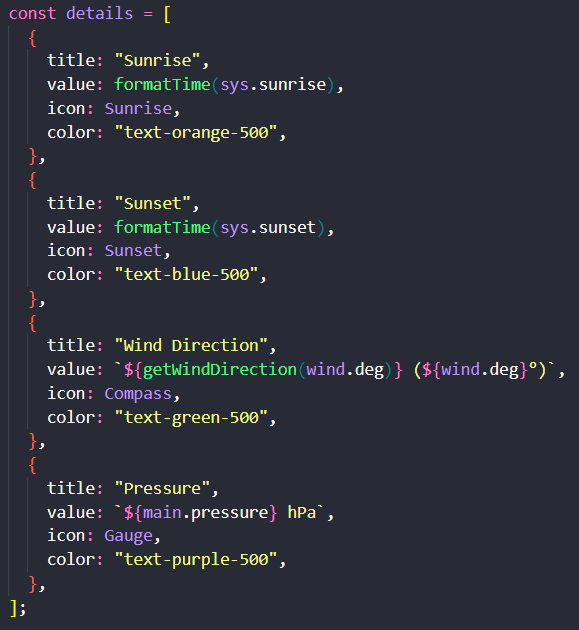 const details = [
  {
    title: "Sunrise",
    value: formatTime(sys.sunrise),
    icon: Sunrise,
    color: "text-orange-500",
  },
  {
    title: "Sunset",
    value: formatTime(sys.sunset),
    icon: Sunset,
    color: "text-blue-500",
  },
  {
    title: "Wind Direction",
    value: `${getWindDirection(wind.deg)} (${wind.deg}°)`,
    icon: Compass,
    color: "text-green-500",
  },
  {
    title: "Pressure",
    value: `${main.pressure} hPa`,
    icon: Gauge,
    color: "text-purple-500",
  },
];